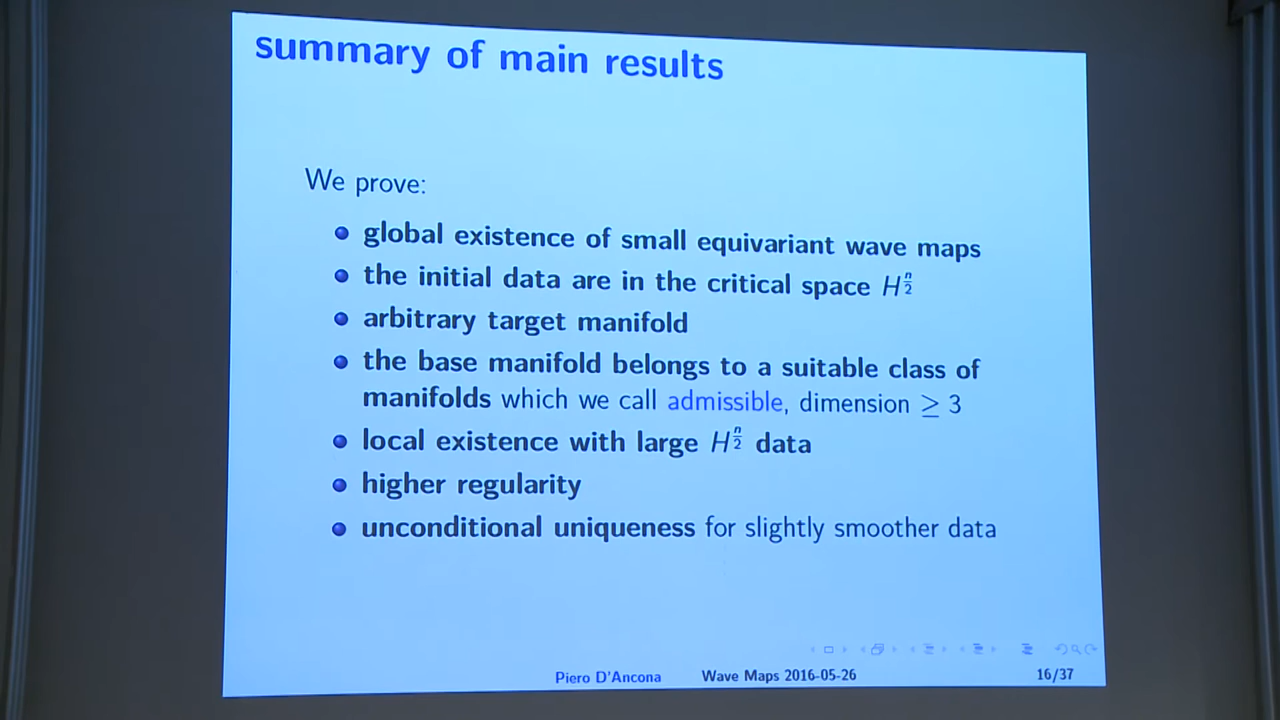 summary of main results
We prove:
global existence of small equivariant wave maps
the initial data are in the critical space H^{n/2}
arbitrary target manifold
the base manifold belongs to a suitable class of
manifolds which we call admissible, dimension ≥ 3
local existence with large H^{n/2} data
higher regularity
unconditional uniqueness for slightly smoother data
Piero D'Ancona Wave Maps 2016-05-26 16/37